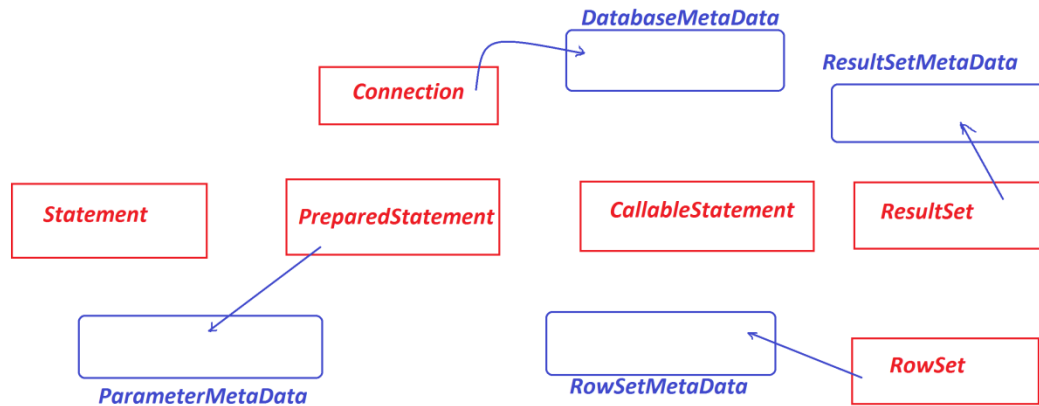 DatabaseMetaData
ResultSetMetaData
Connection
Statement
PreparedStatement
CallableStatement
ResultSet
ParameterMetaData
RowSetMetaData
RowSet